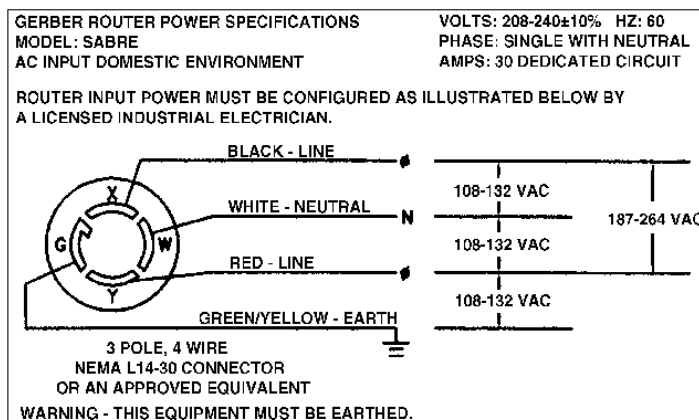 GERBER ROUTER POWER SPECIFICATIONS
MODEL: SABRE
AC INPUT DOMESTIC ENVIRONMENT
VOLTS: 208-240±10% HZ: 60
PHASE: SINGLE WITH NEUTRAL
AMPS: 30 DEDICATED CIRCUIT
ROUTER INPUT POWER MUST BE CONFIGURED AS ILLUSTRATED BELOW BY
A LICENSED INDUSTRIAL ELECTRICIAN.
BLACK - LINE
X
WHITE - NEUTRAL
N
G
W
RED - LINE
Y
GREEN/YELLOW - EARTH
108-132 VAC
108-132 VAC
108-132 VAC
187-264 VAC
3 POLE, 4 WIRE
NEMA L14-30 CONNECTOR
OR AN APPROVED EQUIVALENT
WARNING - THIS EQUIPMENT MUST BE EARTHED.